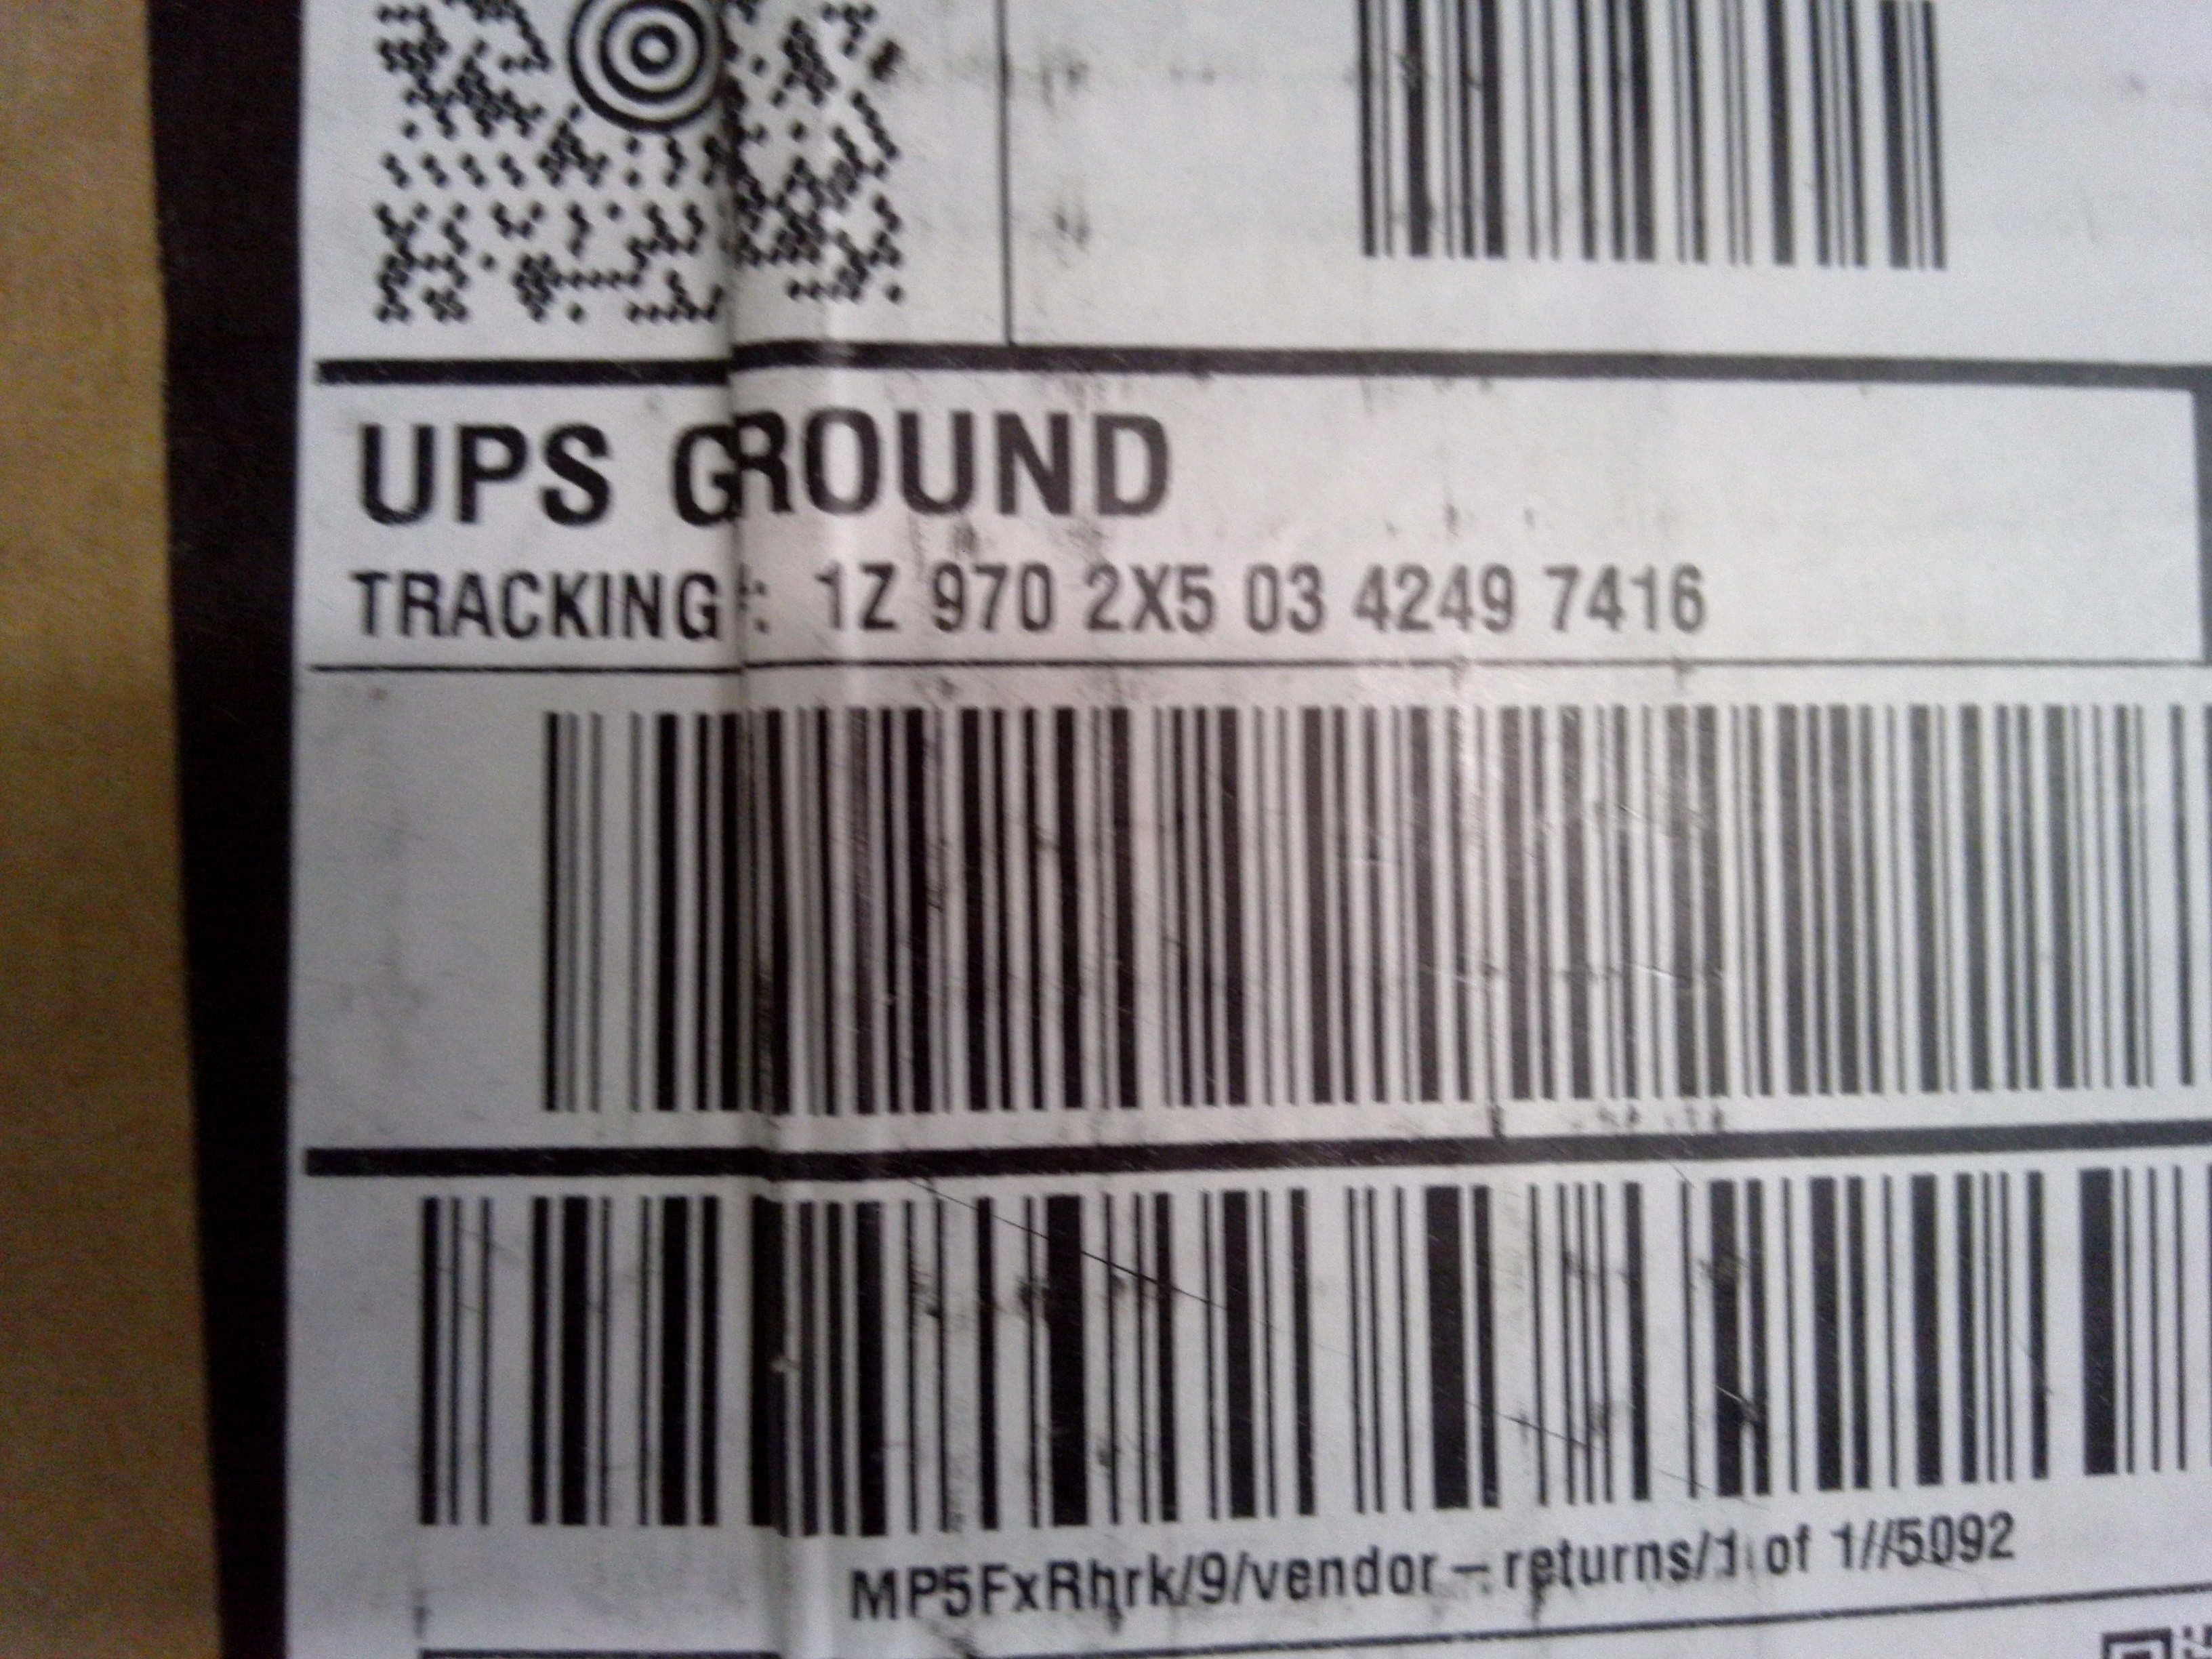 UPS GROUND
TRACKING #: 1Z 970 2X5 03 4249 7416
MP5FxRhrk/9/vendor-returns/1 of 1//5092